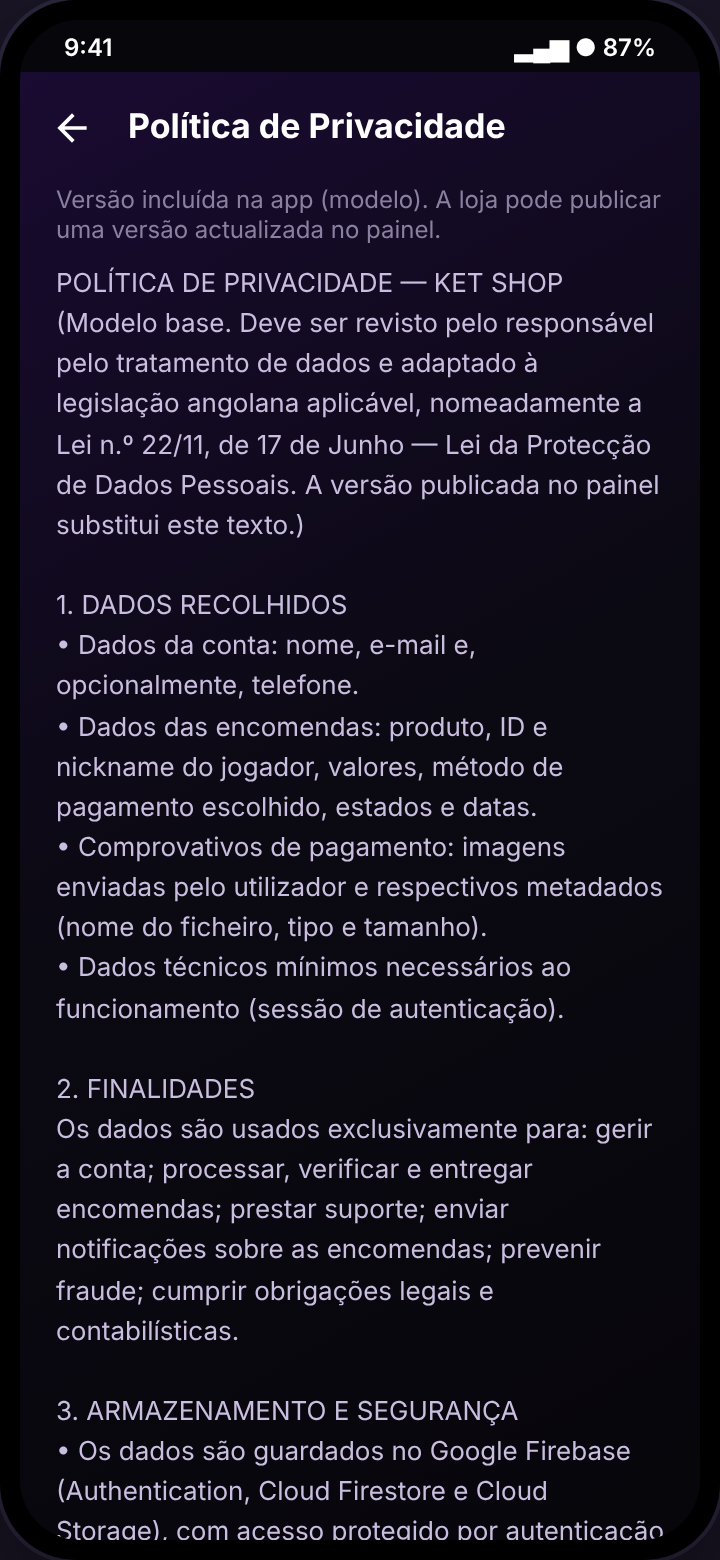 9:41
87%
Política de Privacidade
Versão incluída na app (modelo). A loja pode publicar
uma versão actualizada no painel.
POLÍTICA DE PRIVACIDADE — KET SHOP
(Modelo base. Deve ser revisto pelo responsável
pelo tratamento de dados e adaptado à
legislação angolana aplicável, nomeadamente a
Lei n.º 22/11, de 17 de Junho — Lei da Protecção
de Dados Pessoais. A versão publicada no painel
substitui este texto.)
1. DADOS RECOLHIDOS
• Dados da conta: nome, e-mail e,
opcionalmente, telefone.
• Dados das encomendas: produto, ID e
nickname do jogador, valores, método de
pagamento escolhido, estados e datas.
• Comprovativos de pagamento: imagens
enviadas pelo utilizador e respectivos metadados
(nome do ficheiro, tipo e tamanho).
• Dados técnicos mínimos necessários ao
funcionamento (sessão de autenticação).
2. FINALIDADES
Os dados são usados exclusivamente para: gerir
a conta; processar, verificar e entregar
encomendas; prestar suporte; enviar
notificações sobre as encomendas; prevenir
fraude; cumprir obrigações legais e
contabilísticas.
3. ARMAZENAMENTO E SEGURANÇA
• Os dados são guardados no Google Firebase
(Authentication, Cloud Firestore e Cloud
Storage), com acesso protegido por autenticação